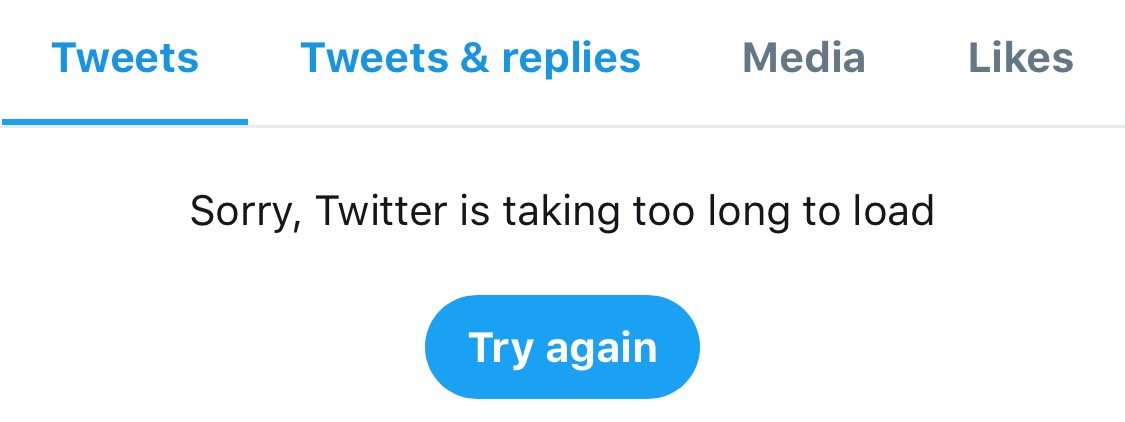 Tweets Tweets & replies Media Likes
Sorry, Twitter is taking too long to load
Try again